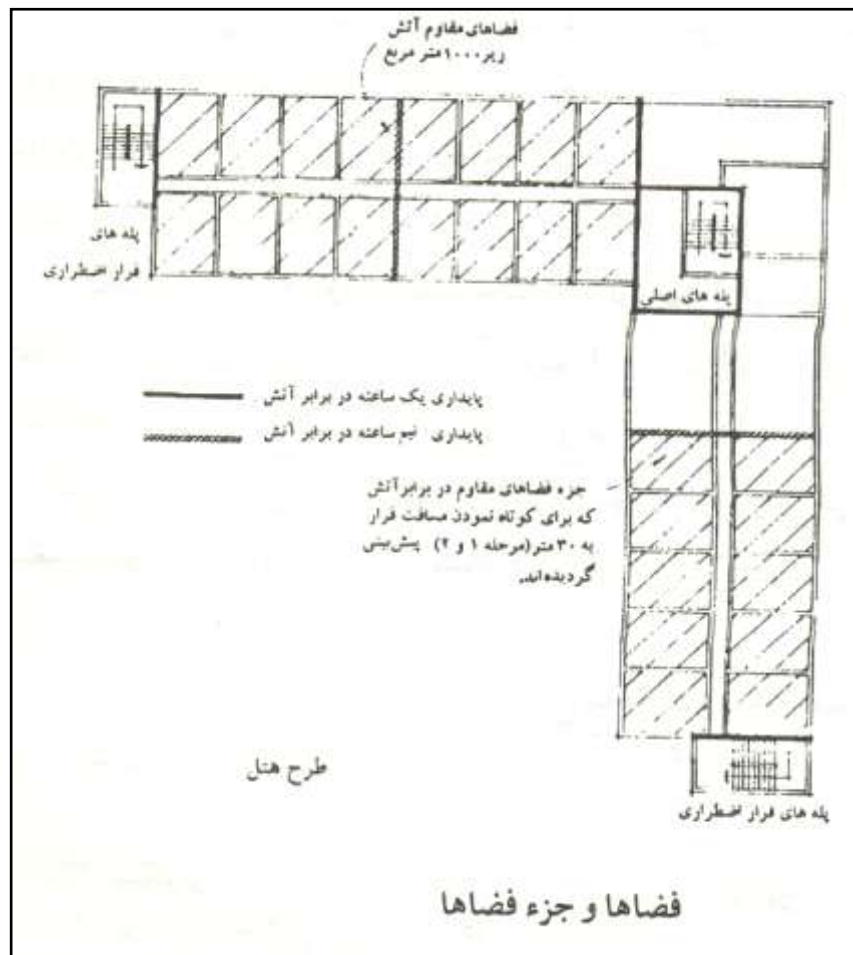 فضاهای مقاوم آتش
زیر ۱۰۰۰ متر مربع
پله های
فرار اضطراری
پله های اصلی
پایداری یک ساعته در برابر آتش
پایداری نیم ساعته در برابر آتش
جزء فضاهای مقاوم در برابر آتش
که برای کوتاه نمودن مسافت فرار
به ۳۰ متر (مرحله ۱ و ۲) پیش‌بینی
گردیده‌اند.
طرح هتل
پله های فرار اضطراری
فضاها و جزء فضاها